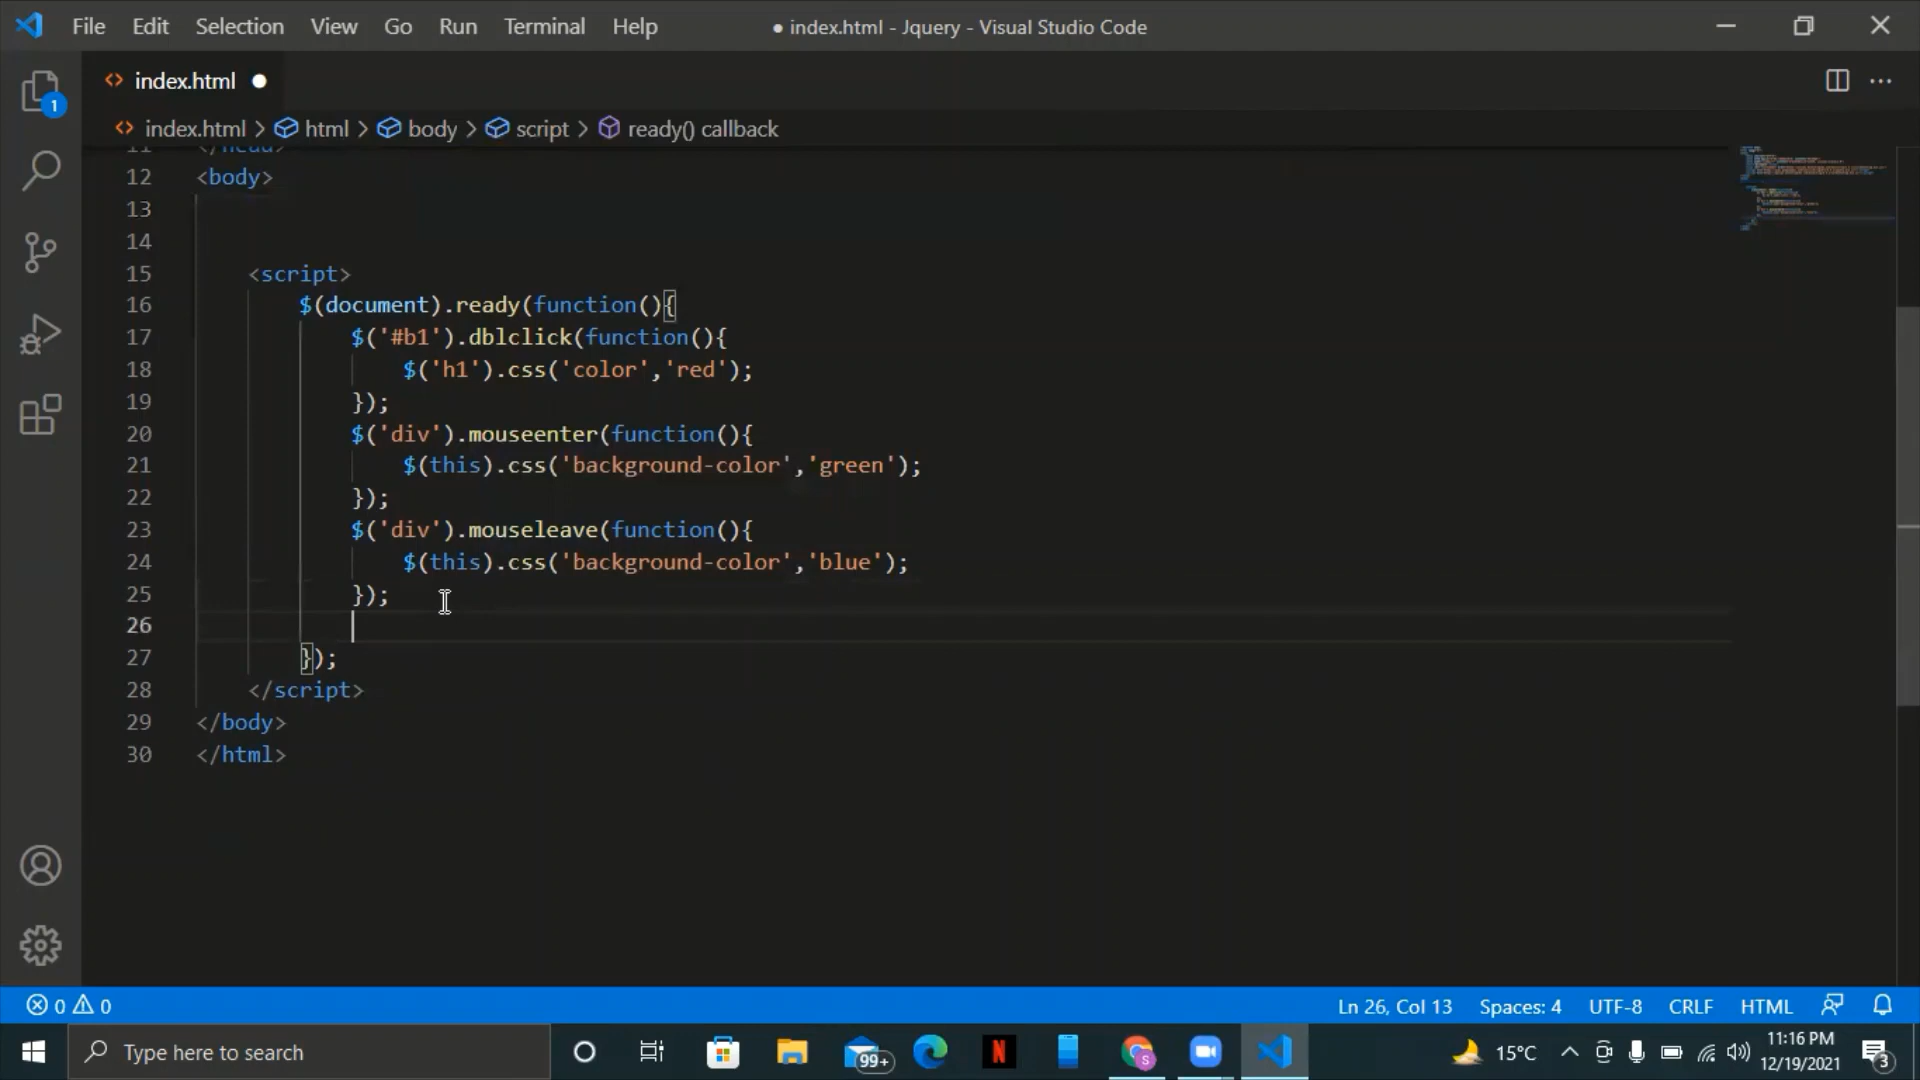 File Edit Selection View Go Run Terminal Help ● index.html - Jquery - Visual Studio Code
index.html
1
index.html > html > body > script > ready() callback
11 </head>
12 <body>
13
14
15 <script>
16 $(document).ready(function(){
17 $('#b1').dblclick(function(){
18 $('h1').css('color','red');
19 });
20 $('div').mouseenter(function(){
21 $(this).css('background-color','green');
22 });
23 $('div').mouseleave(function(){
24 $(this).css('background-color','blue');
25 });
26
27 });
28 </script>
29 </body>
30 </html>
0 0 Ln 26, Col 13 Spaces: 4 UTF-8 CRLF HTML
Type here to search 99+ N S 15°C 11:16 PM
12/19/2021 3